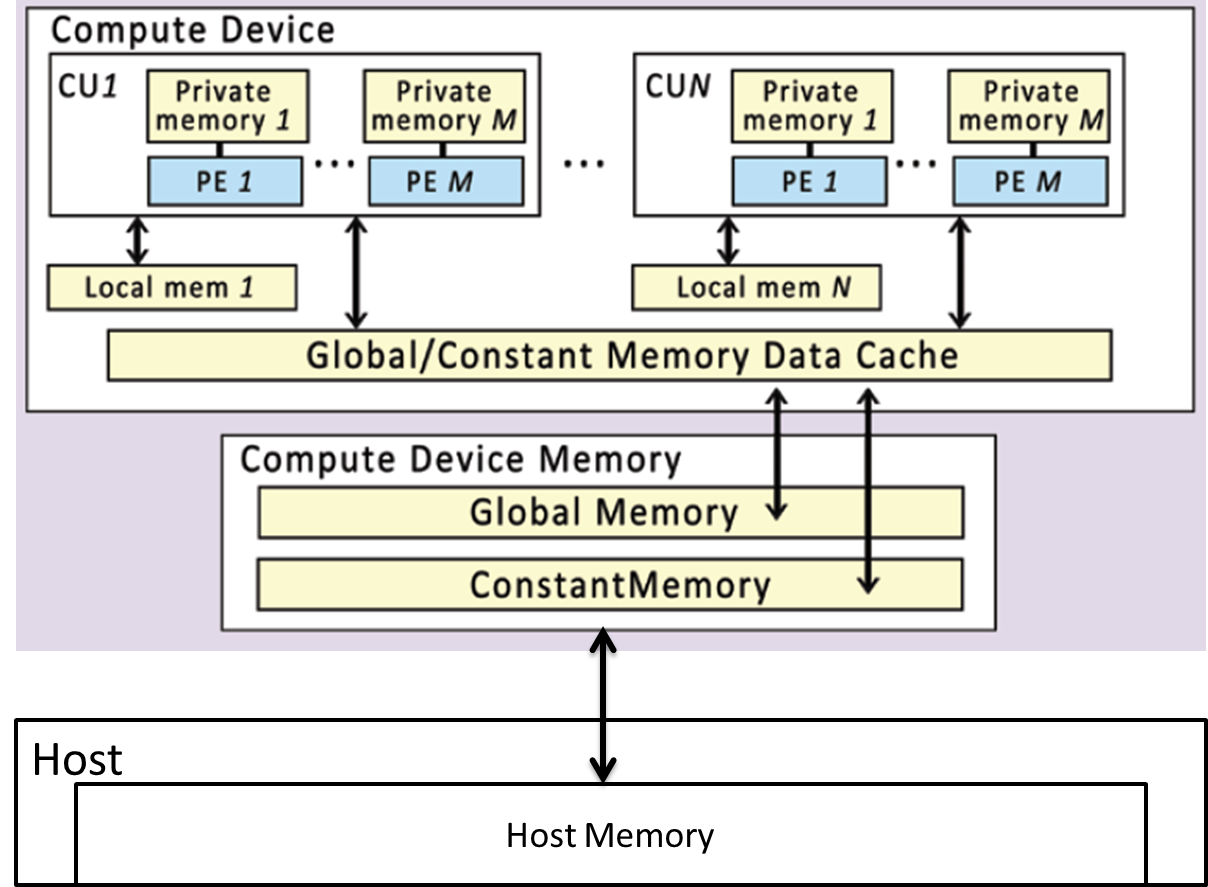 Compute Device
CU1
Private memory 1
Private memory M
PE 1
...
PE M
...
CUN
Private memory 1
Private memory M
PE 1
...
PE M
Local mem 1
Local mem N
Global/Constant Memory Data Cache
Compute Device Memory
Global Memory
ConstantMemory
Host
Host Memory